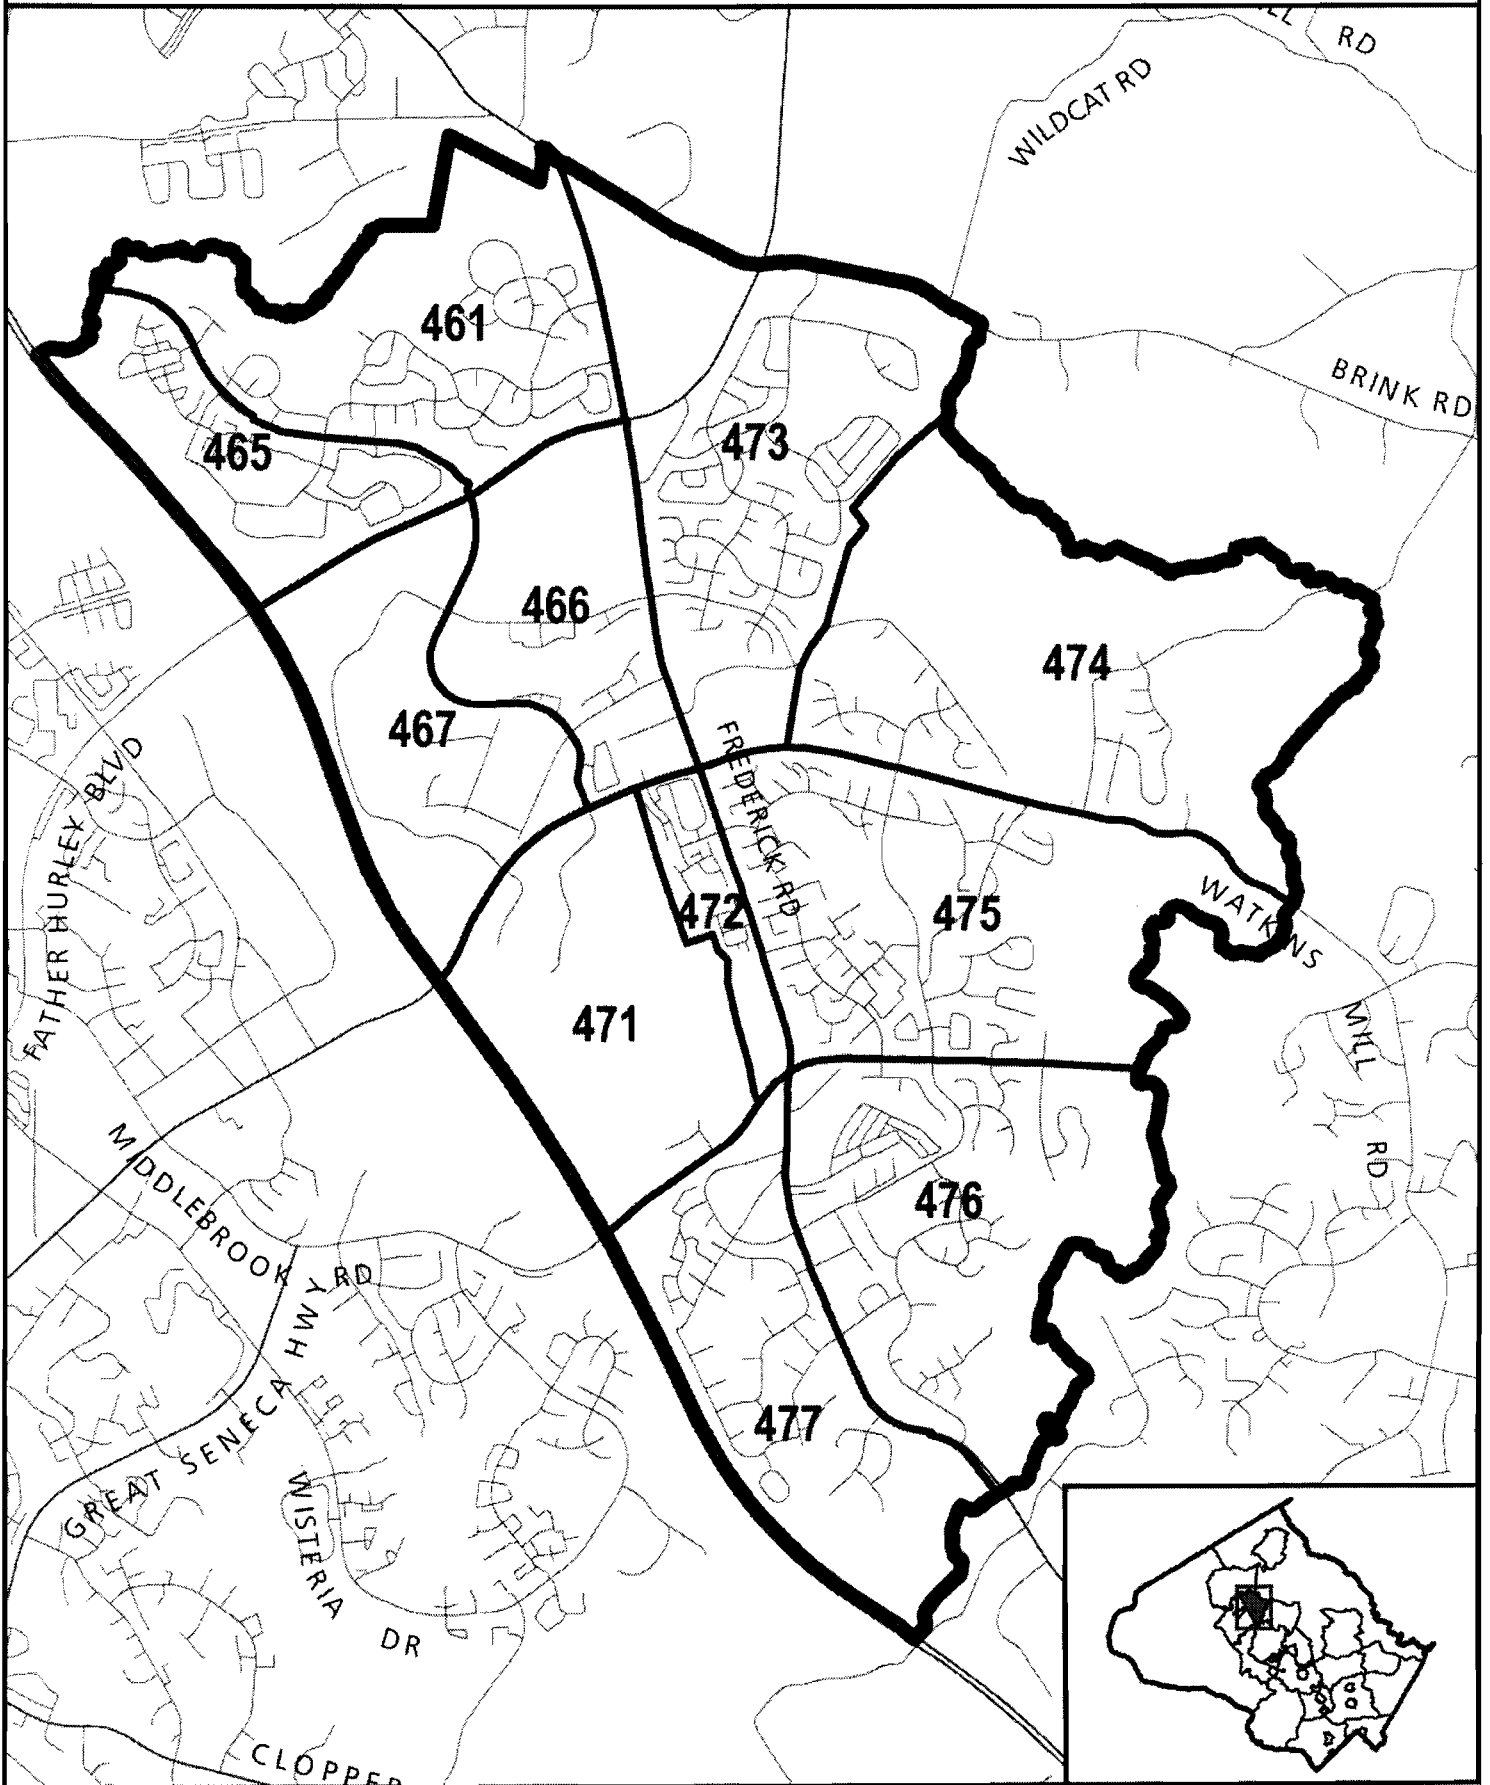 RD
WILDCAT RD
BRINK RD
461
465
473
466
474
467
FREDERICK RD
FATHER HURLEY BLVD
472
475
WATKINS MILL RD
471
MIDDLEBROOK RD
476
GREAT SENECA HWY
477
WISTERIA DR
CLOPPER